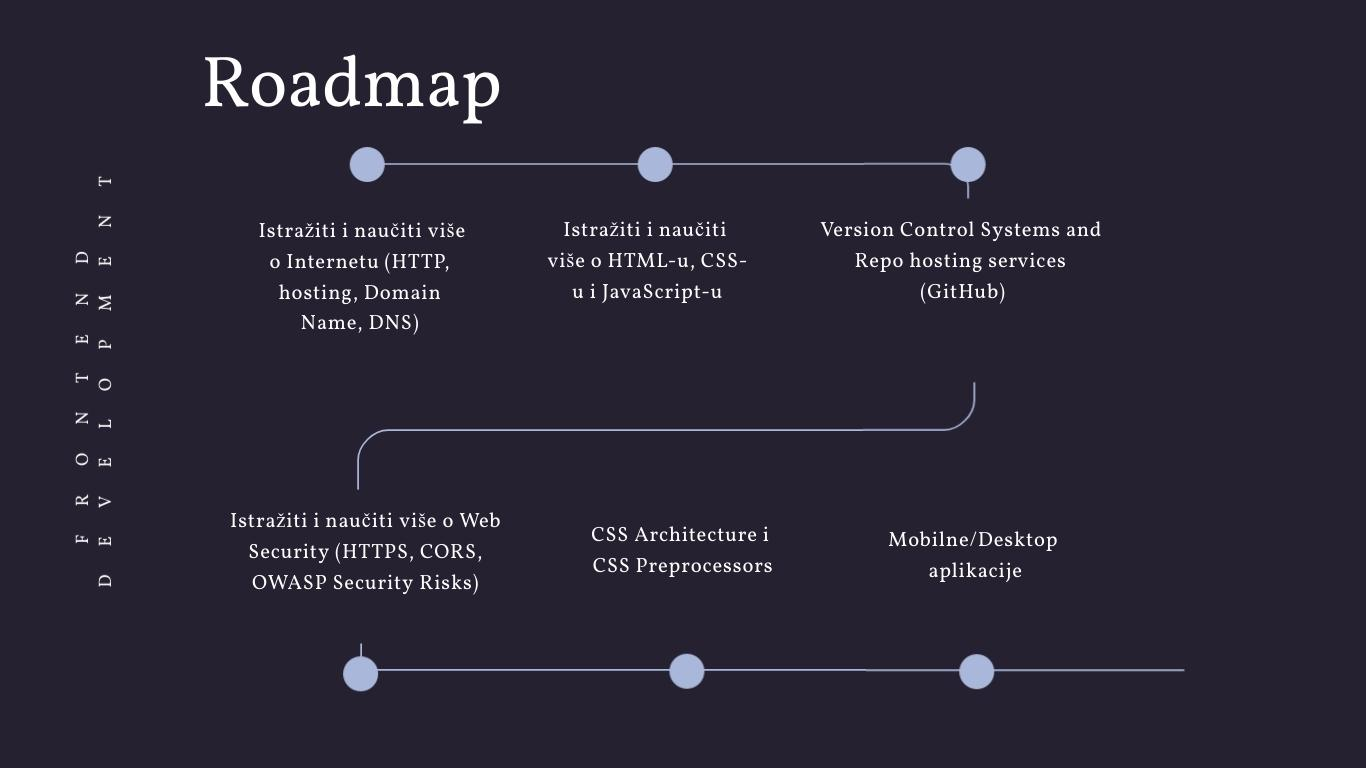 Roadmap
FRONTEND
DEVELOPMENT
Istražiti i naučiti više
o Internetu (HTTP,
hosting, Domain
Name, DNS)
Istražiti i naučiti
više o HTML-u, CSS-
u i JavaScript-u
Version Control Systems and
Repo hosting services
(GitHub)
Istražiti i naučiti više o Web
Security (HTTPS, CORS,
OWASP Security Risks)
CSS Architecture i
CSS Preprocessors
Mobilne/Desktop
aplikacije